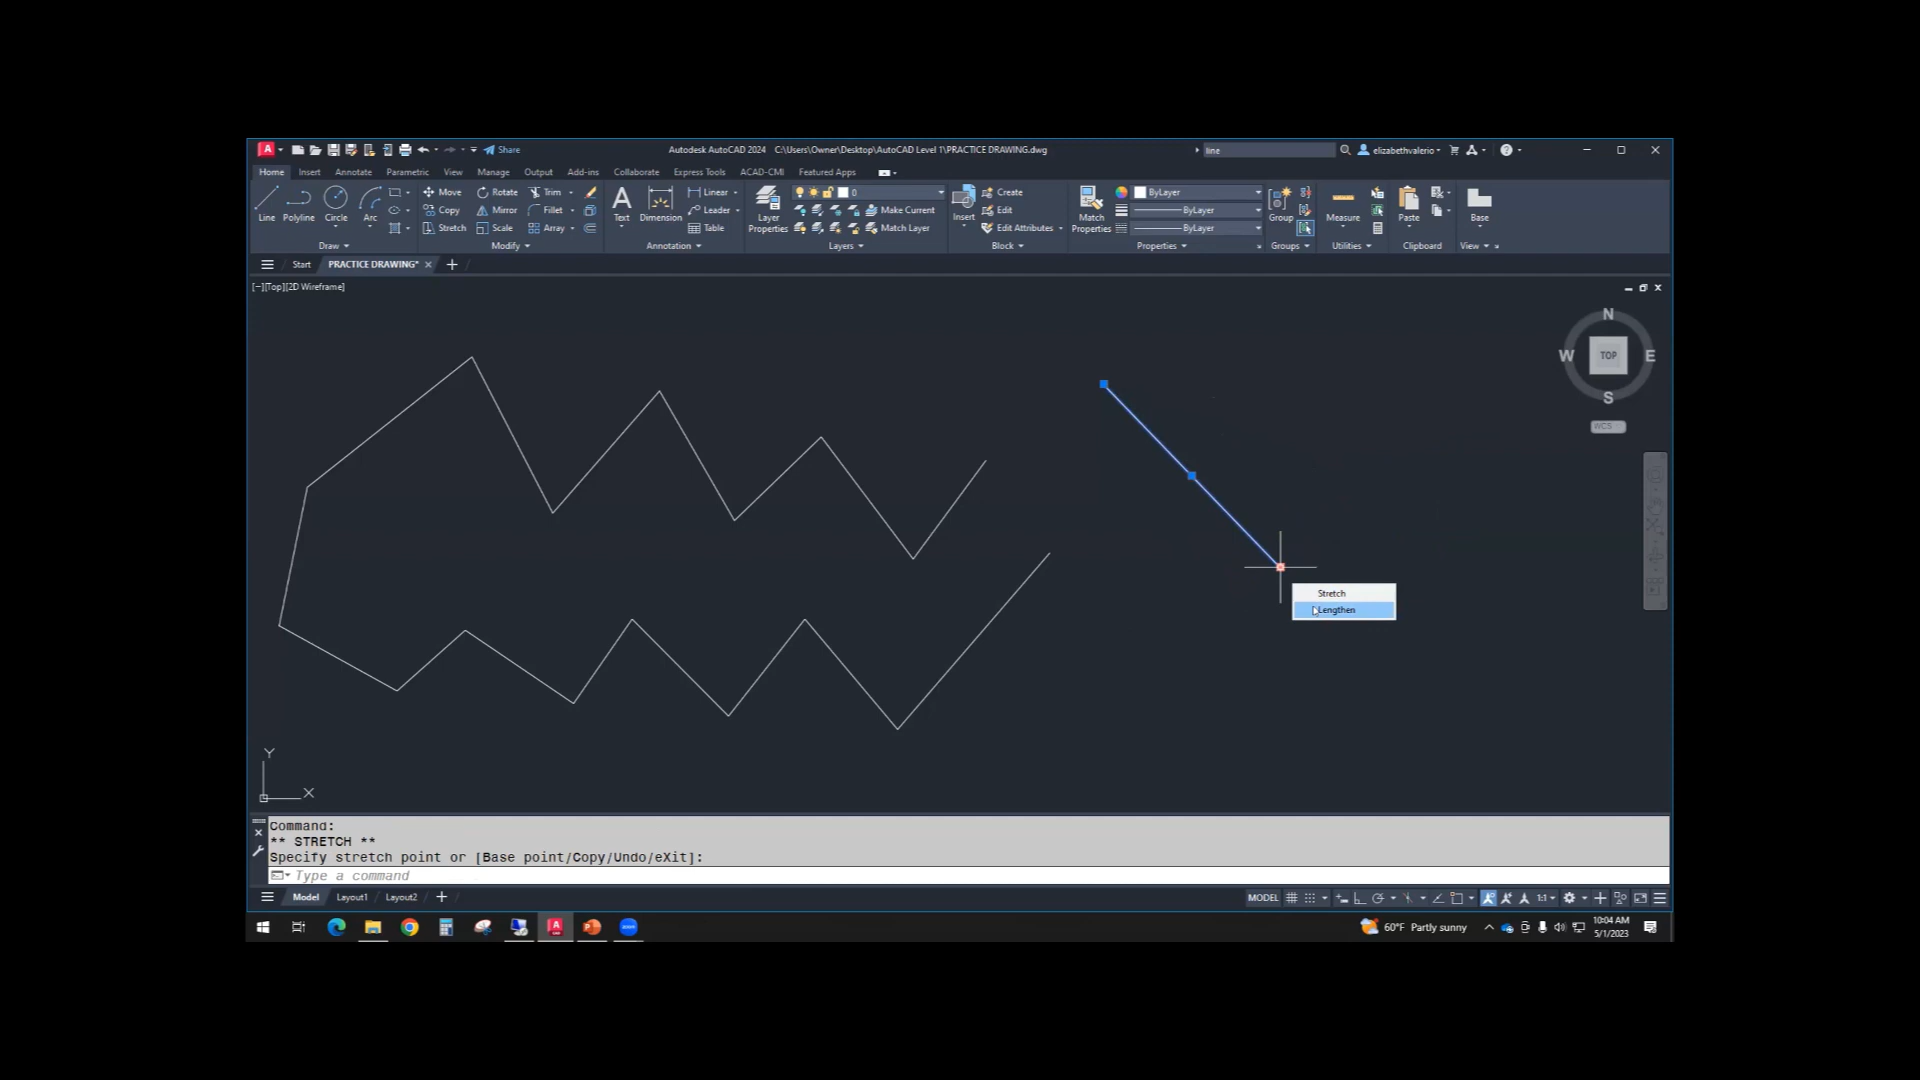 Share
Autodesk AutoCAD 2024 C:\Users\Owner\Desktop\AutoCAD Level 1\PRACTICE DRAWING.dwg
line
elizabethvalerio
Home Insert Annotate Parametric View Manage Output Add-ins Collaborate Express Tools ACAD-CMI Featured Apps
Line Polyline Circle Arc
Move Rotate Trim
Copy Mirror Fillet
Stretch Scale Array
Text Dimension
Linear
Leader
Table
Layer Properties
0
Make Current
Match Layer
Insert
Create
Edit
Edit Attributes
Match Properties
ByLayer
ByLayer
ByLayer
Group
Measure
Paste
Base
Draw Modify Annotation Layers Block Properties Groups Utilities Clipboard View
Start PRACTICE DRAWING*
[−][Top][2D Wireframe]
N
W TOP E
S
WCS
Stretch
Lengthen
Y
X
Command:
** STRETCH **
Specify stretch point or [Base point/Copy/Undo/eXit]:
Type a command
Model Layout1 Layout2
MODEL 1:1
60°F Partly sunny
10:04 AM
5/1/2023